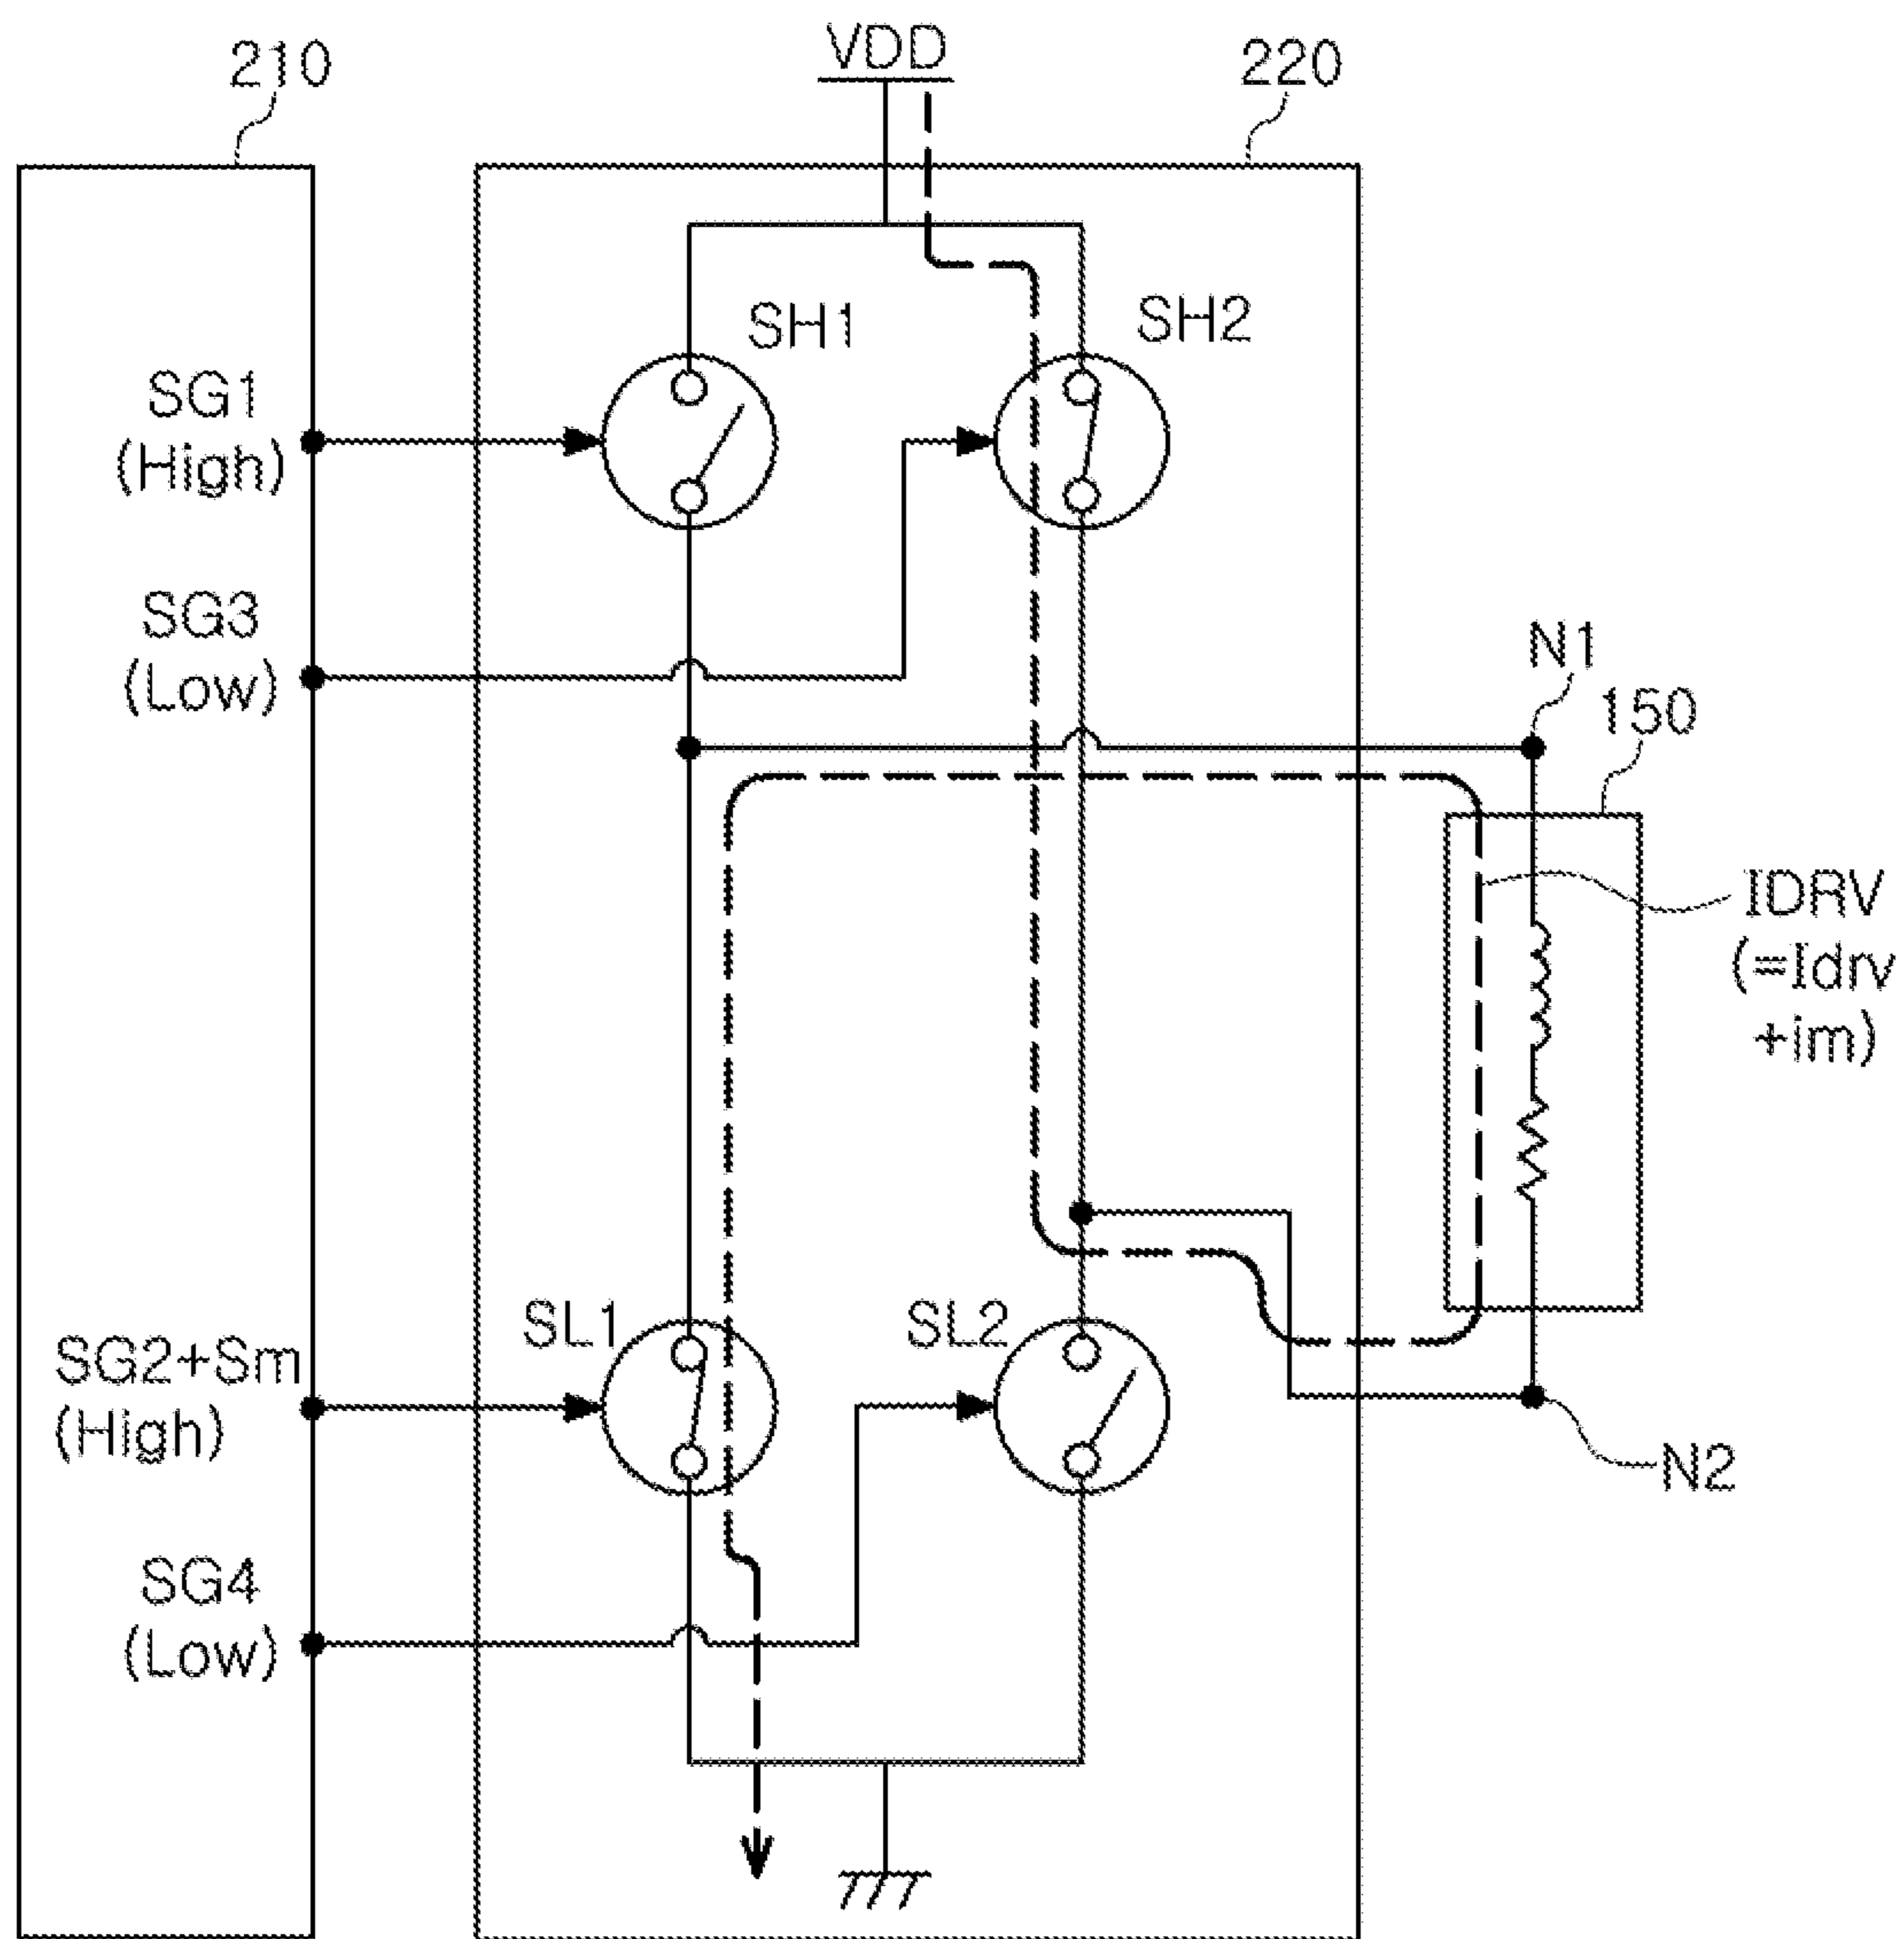 210
VDD
220
SH1
SH2
SG1
(High)
SG3
(Low)
N1
150
IDRV
(=Idrv
+im)
SL1
SL2
SG2+Sm
(High)
N2
SG4
(Low)